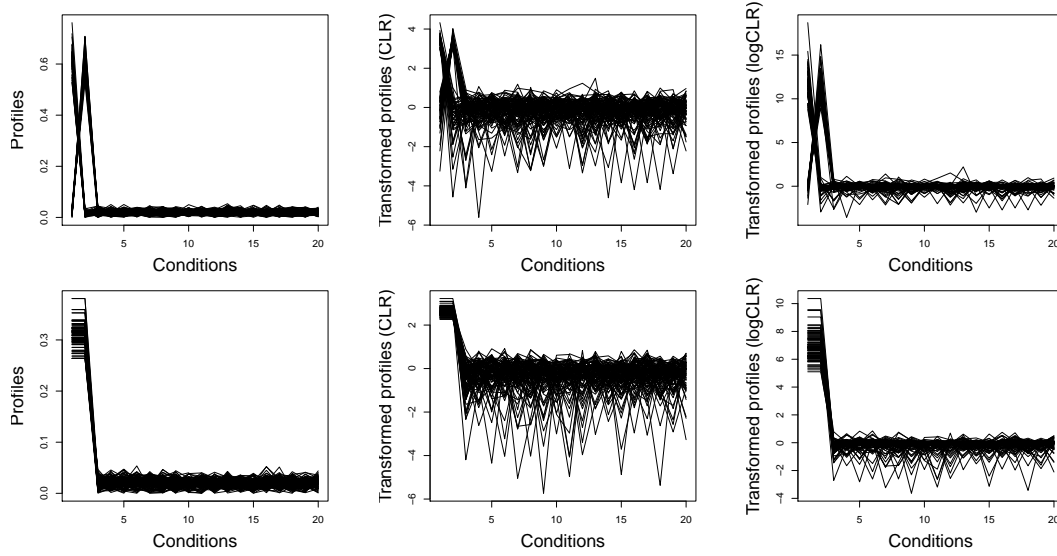 Profiles
0.0 0.2 0.4 0.6
5 10 15 20
Conditions
Transformed profiles (CLR)
-6 -4 -2 0 2 4
5 10 15 20
Conditions
Transformed profiles (logCLR)
0 5 10 15
5 10 15 20
Conditions
Profiles
0.0 0.1 0.2 0.3
5 10 15 20
Conditions
Transformed profiles (CLR)
-6 -4 -2 0 2
5 10 15 20
Conditions
Transformed profiles (logCLR)
-4 -2 0 2 4 6 8 10
5 10 15 20
Conditions